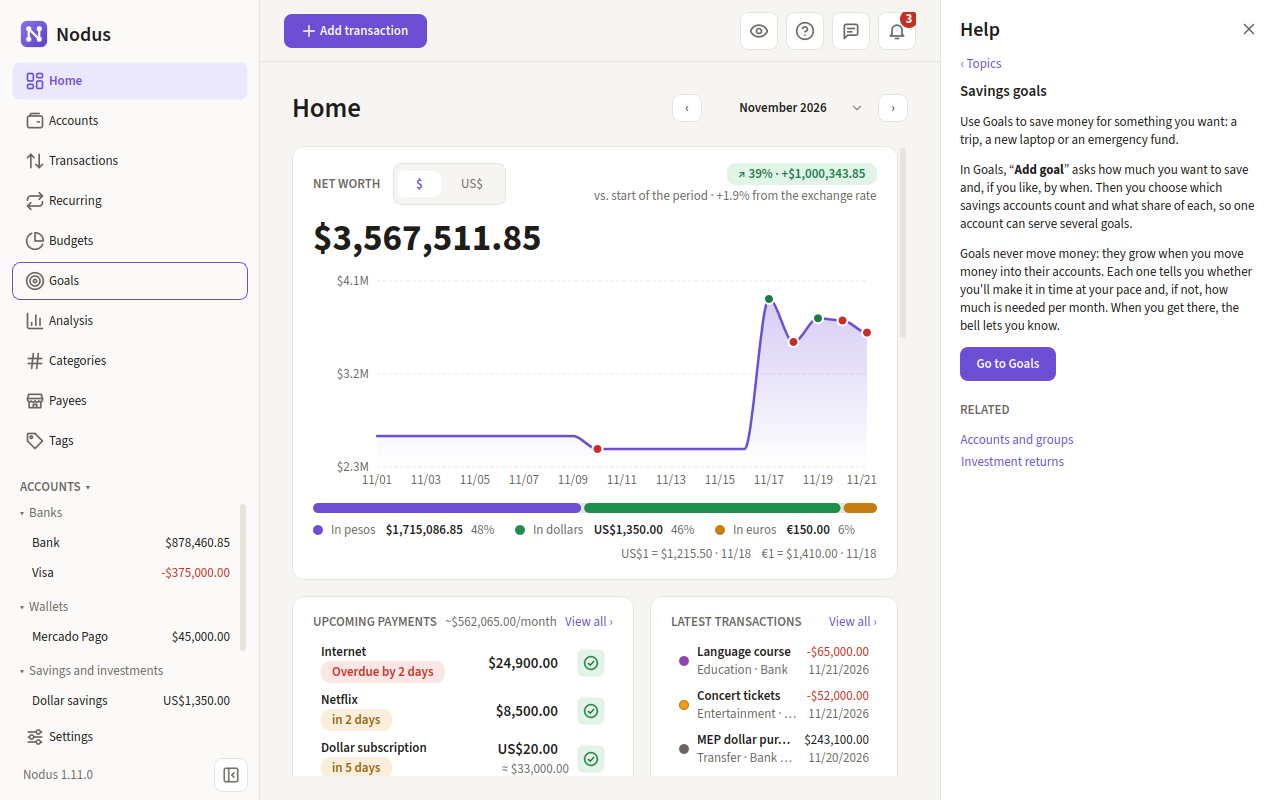 Nodus
Home
Accounts
Transactions
Recurring
Budgets
Goals
Analysis
Categories
Payees
Tags
ACCOUNTS ▾
▾ Banks
Bank $878,460.85
Visa -$375,000.00
▾ Wallets
Mercado Pago $45,000.00
▾ Savings and investments
Dollar savings US$1,350.00
Settings
Nodus 1.11.0
+ Add transaction
3
Home
‹ November 2026 ›
NET WORTH $ US$
↗ 39% · +$1,000,343.85
vs. start of the period · +1.9% from the exchange rate
$3,567,511.85
$4.1M
$3.2M
$2.3M
11/01 11/03 11/05 11/07 11/09 11/11 11/13 11/15 11/17 11/19 11/21
In pesos $1,715,086.85 48% In dollars US$1,350.00 46% In euros €150.00 6%
US$1 = $1,215.50 · 11/18 €1 = $1,410.00 · 11/18
UPCOMING PAYMENTS ~$562,065.00/month View all ›
Internet
Overdue by 2 days
$24,900.00
Netflix
in 2 days
$8,500.00
Dollar subscription
in 5 days
US$20.00
≈ $33,000.00
LATEST TRANSACTIONS View all ›
Language course -$65,000.00
Education · Bank 11/21/2026
Concert tickets -$52,000.00
Entertainment · … 11/21/2026
MEP dollar pur… $243,100.00
Transfer · Bank … 11/20/2026
Help
‹ Topics
Savings goals
Use Goals to save money for something you want: a
trip, a new laptop or an emergency fund.
In Goals, “Add goal” asks how much you want to save
and, if you like, by when. Then you choose which
savings accounts count and what share of each, so one
account can serve several goals.
Goals never move money: they grow when you move
money into their accounts. Each one tells you whether
you'll make it in time at your pace and, if not, how
much is needed per month. When you get there, the
bell lets you know.
Go to Goals
RELATED
Accounts and groups
Investment returns